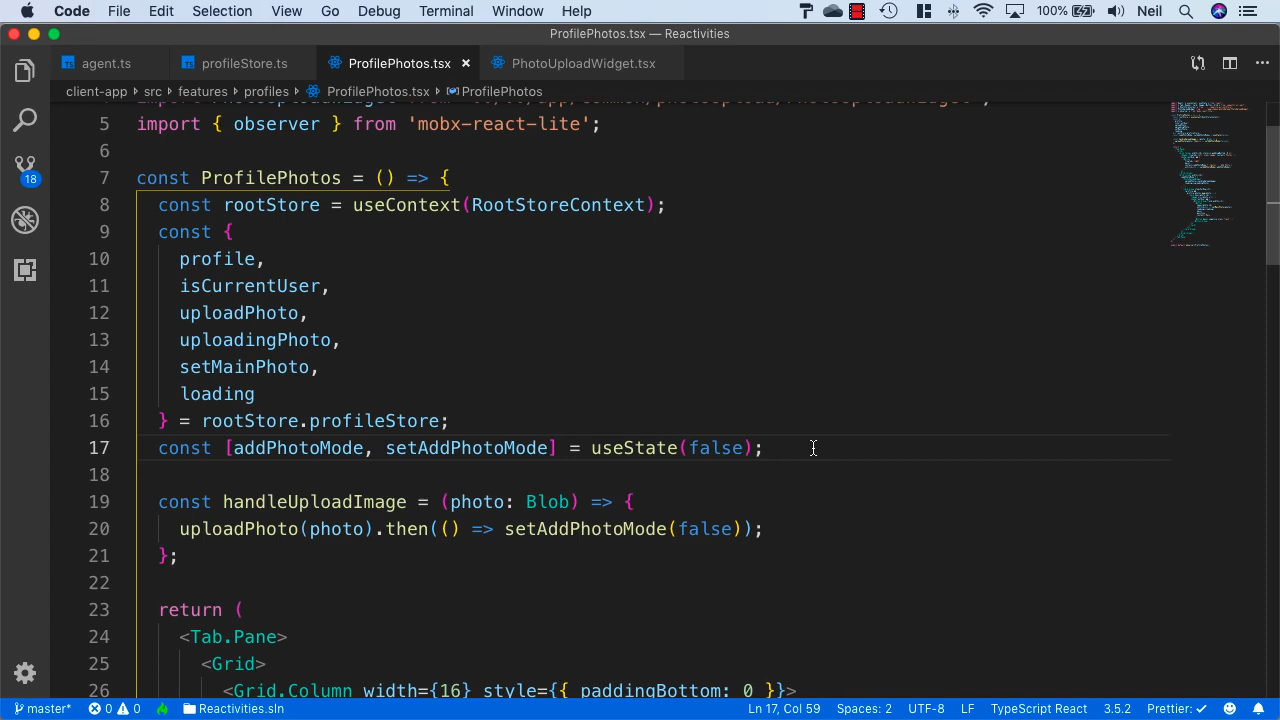 Code File Edit Selection View Go Debug Terminal Window Help 100% Neil
ProfilePhotos.tsx — Reactivities
agent.ts profileStore.ts ProfilePhotos.tsx PhotoUploadWidget.tsx
client-app › src › features › profiles › ProfilePhotos.tsx › ProfilePhotos
5 import { observer } from 'mobx-react-lite';
6
7 const ProfilePhotos = () => {
8 const rootStore = useContext(RootStoreContext);
9 const {
10 profile,
11 isCurrentUser,
12 uploadPhoto,
13 uploadingPhoto,
14 setMainPhoto,
15 loading
16 } = rootStore.profileStore;
17 const [addPhotoMode, setAddPhotoMode] = useState(false);
18
19 const handleUploadImage = (photo: Blob) => {
20 uploadPhoto(photo).then(() => setAddPhotoMode(false));
21 };
22
23 return (
24 <Tab.Pane>
25 <Grid>
26 <Grid.Column width={16} style={{ paddingBottom: 0 }}>
18
master* 0 0 Reactivities.sln Ln 17, Col 59 Spaces: 2 UTF-8 LF TypeScript React 3.5.2 Prettier: ✓